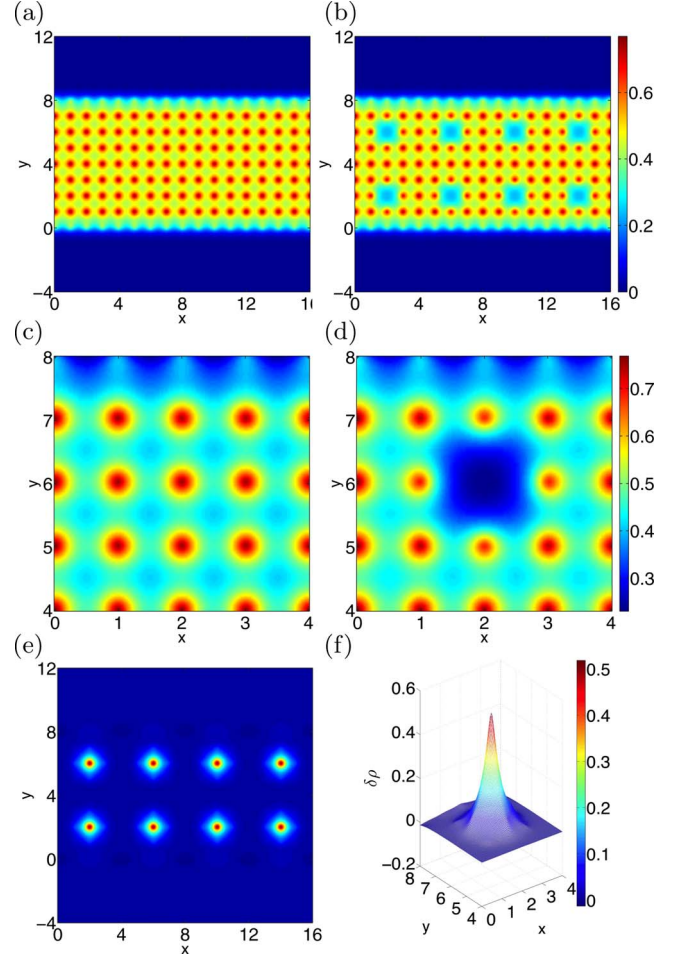 (a) (b)
12 12
8 8
y 4 y 4
0 0
−4 −4
0 4 8 12 16 0 4 8 12 16
x x
0.6
0.4
0.2
0
(c) (d)
8 8
7 7
y 6 y 6
5 5
4 4
0 1 2 3 4 0 1 2 3 4
x x
0.7
0.6
0.5
0.4
0.3
(e) (f)
12
8
y 4
0
−4
0 4 8 12 16
x
0.6
0.4
δρ 0.2
0
−0.2
8 7 6 5 4 0 1 2 3 4
y x
0.5
0.4
0.3
0.2
0.1
0